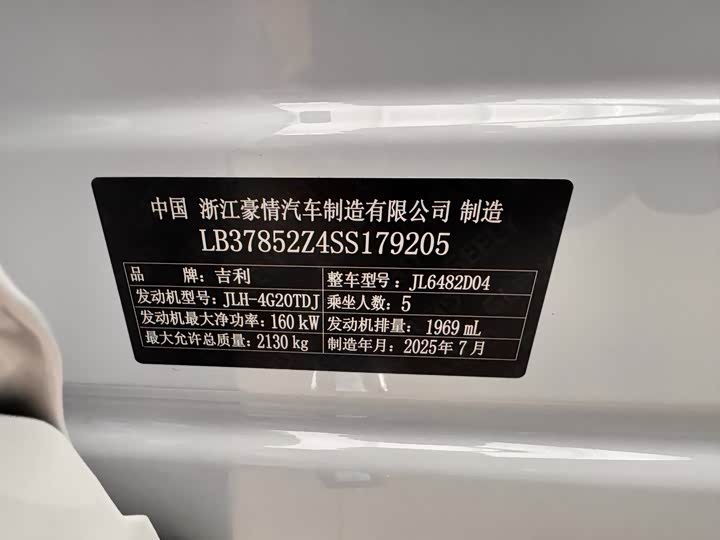 中国 浙江豪情汽车制造有限公司 制造
LB37852Z4SS179205
品 牌:吉利 整车型号:JL6482D04
发动机型号:JLH-4G20TDJ 乘坐人数:5
发动机最大净功率:160 kW 发动机排量:1969 mL
最大允许总质量:2130 kg 制造年月:2025年7月